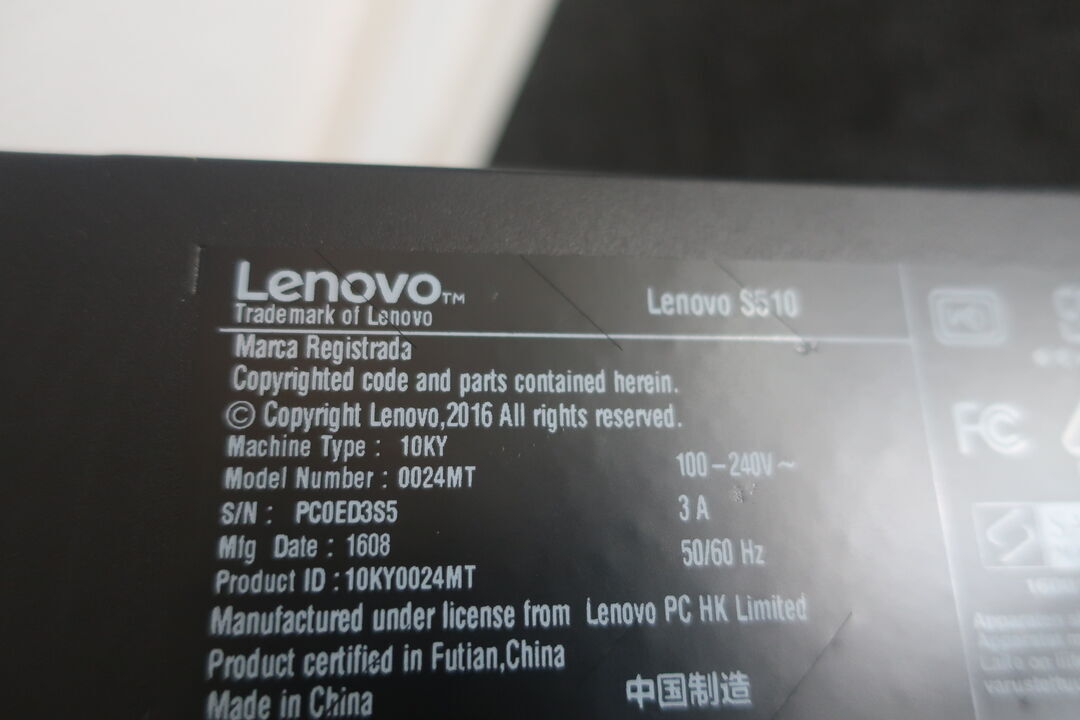 Lenovo™
Trademark of Lenovo
Lenovo S510
Marca Registrada
Copyrighted code and parts contained herein.
© Copyright Lenovo,2016 All rights reserved.
Machine Type : 10KY
Model Number : 0024MT
100-240V~
S/N : PC0ED3S5
3 A
Mfg Date : 1608
50/60 Hz
Product ID :10KY0024MT
Manufactured under license from Lenovo PC HK Limited
Product certified in Futian,China
Made in China
中国制造
FC